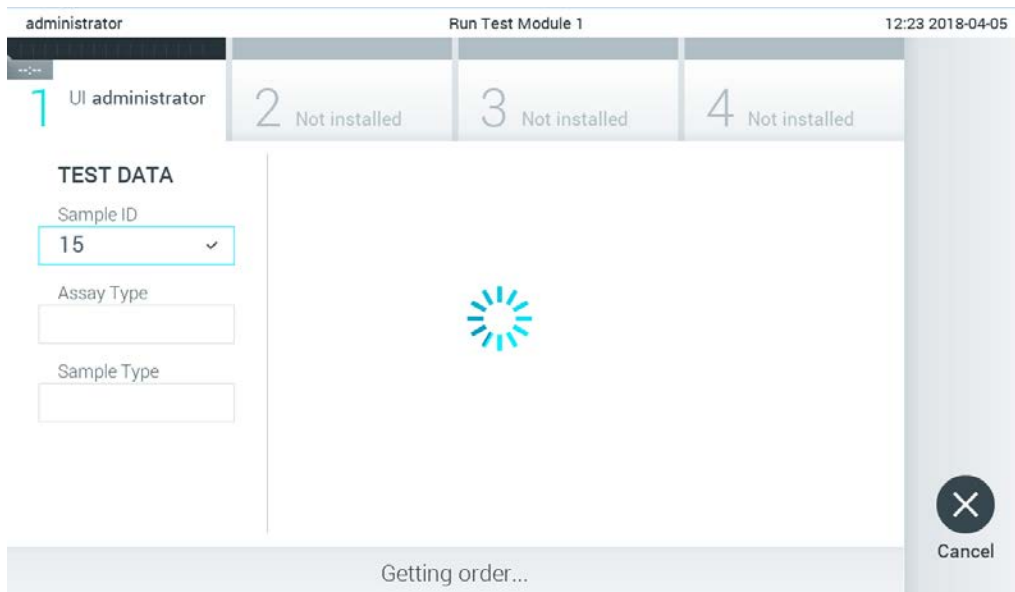 administrator Run Test Module 1 12:23 2018-04-05
--:--
1 UI administrator 2 Not installed 3 Not installed 4 Not installed
TEST DATA
Sample ID
15
Assay Type
Sample Type
Cancel
Getting order...